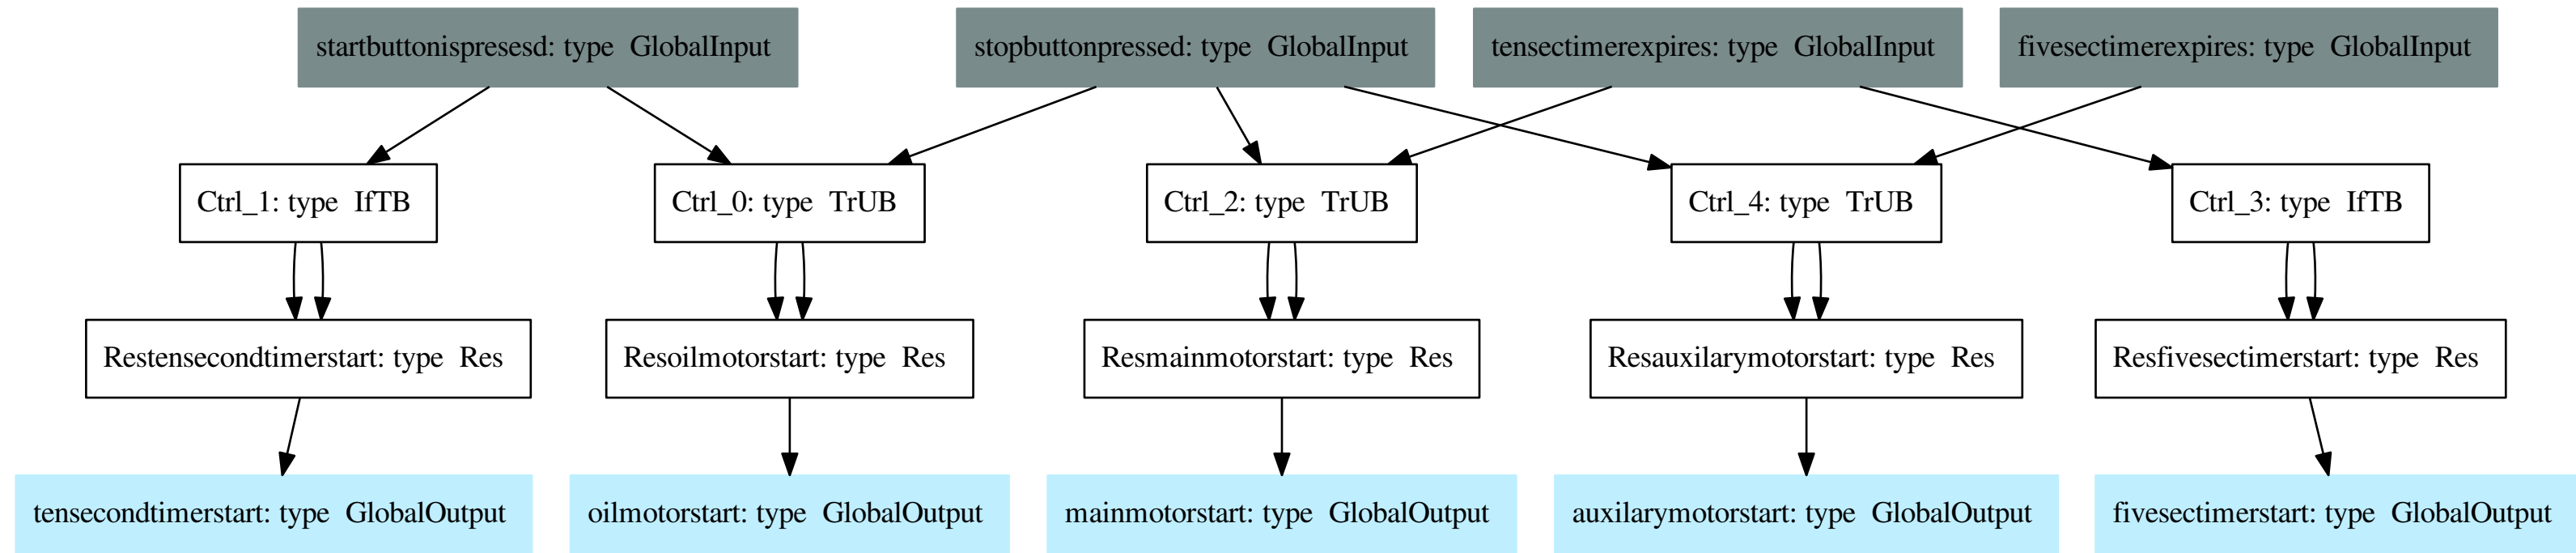 startbuttonispresesd: type GlobalInput
stopbuttonpressed: type GlobalInput
tensectimerexpires: type GlobalInput
fivesectimerexpires: type GlobalInput
Ctrl_1: type IfTB
Ctrl_0: type TrUB
Ctrl_2: type TrUB
Ctrl_4: type TrUB
Ctrl_3: type IfTB
Restensecondtimerstart: type Res
Resoilmotorstart: type Res
Resmainmotorstart: type Res
Resauxilarymotorstart: type Res
Resfivesectimerstart: type Res
tensecondtimerstart: type GlobalOutput
oilmotorstart: type GlobalOutput
mainmotorstart: type GlobalOutput
auxilarymotorstart: type GlobalOutput
fivesectimerstart: type GlobalOutput